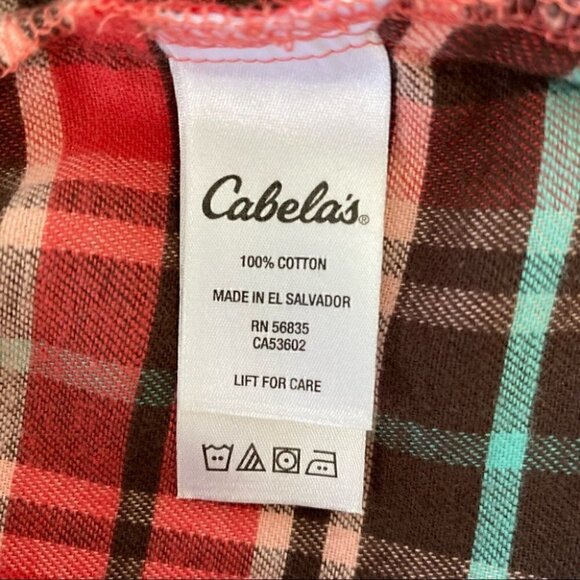 Cabela's®
100% COTTON
MADE IN EL SALVADOR
RN 56835
CA53602
LIFT FOR CARE